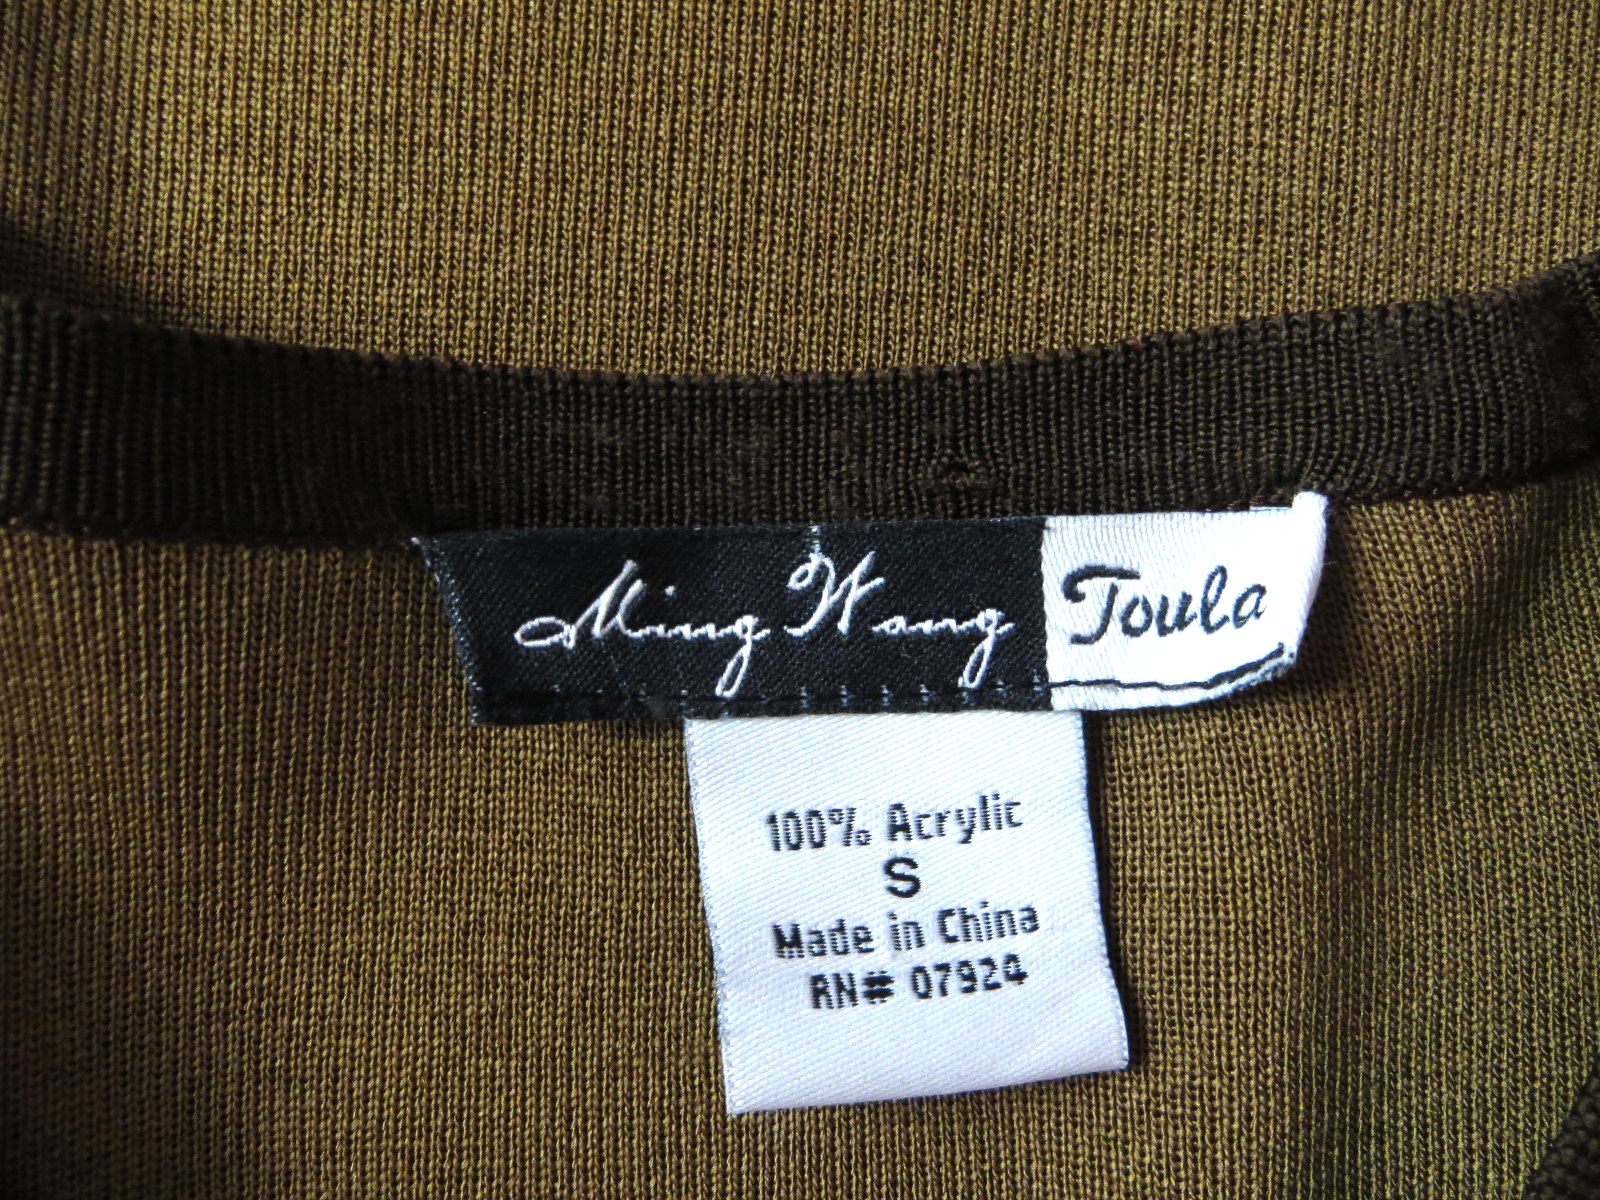 Ming Wang Toula
100% Acrylic
S
Made in China
RN# 07924